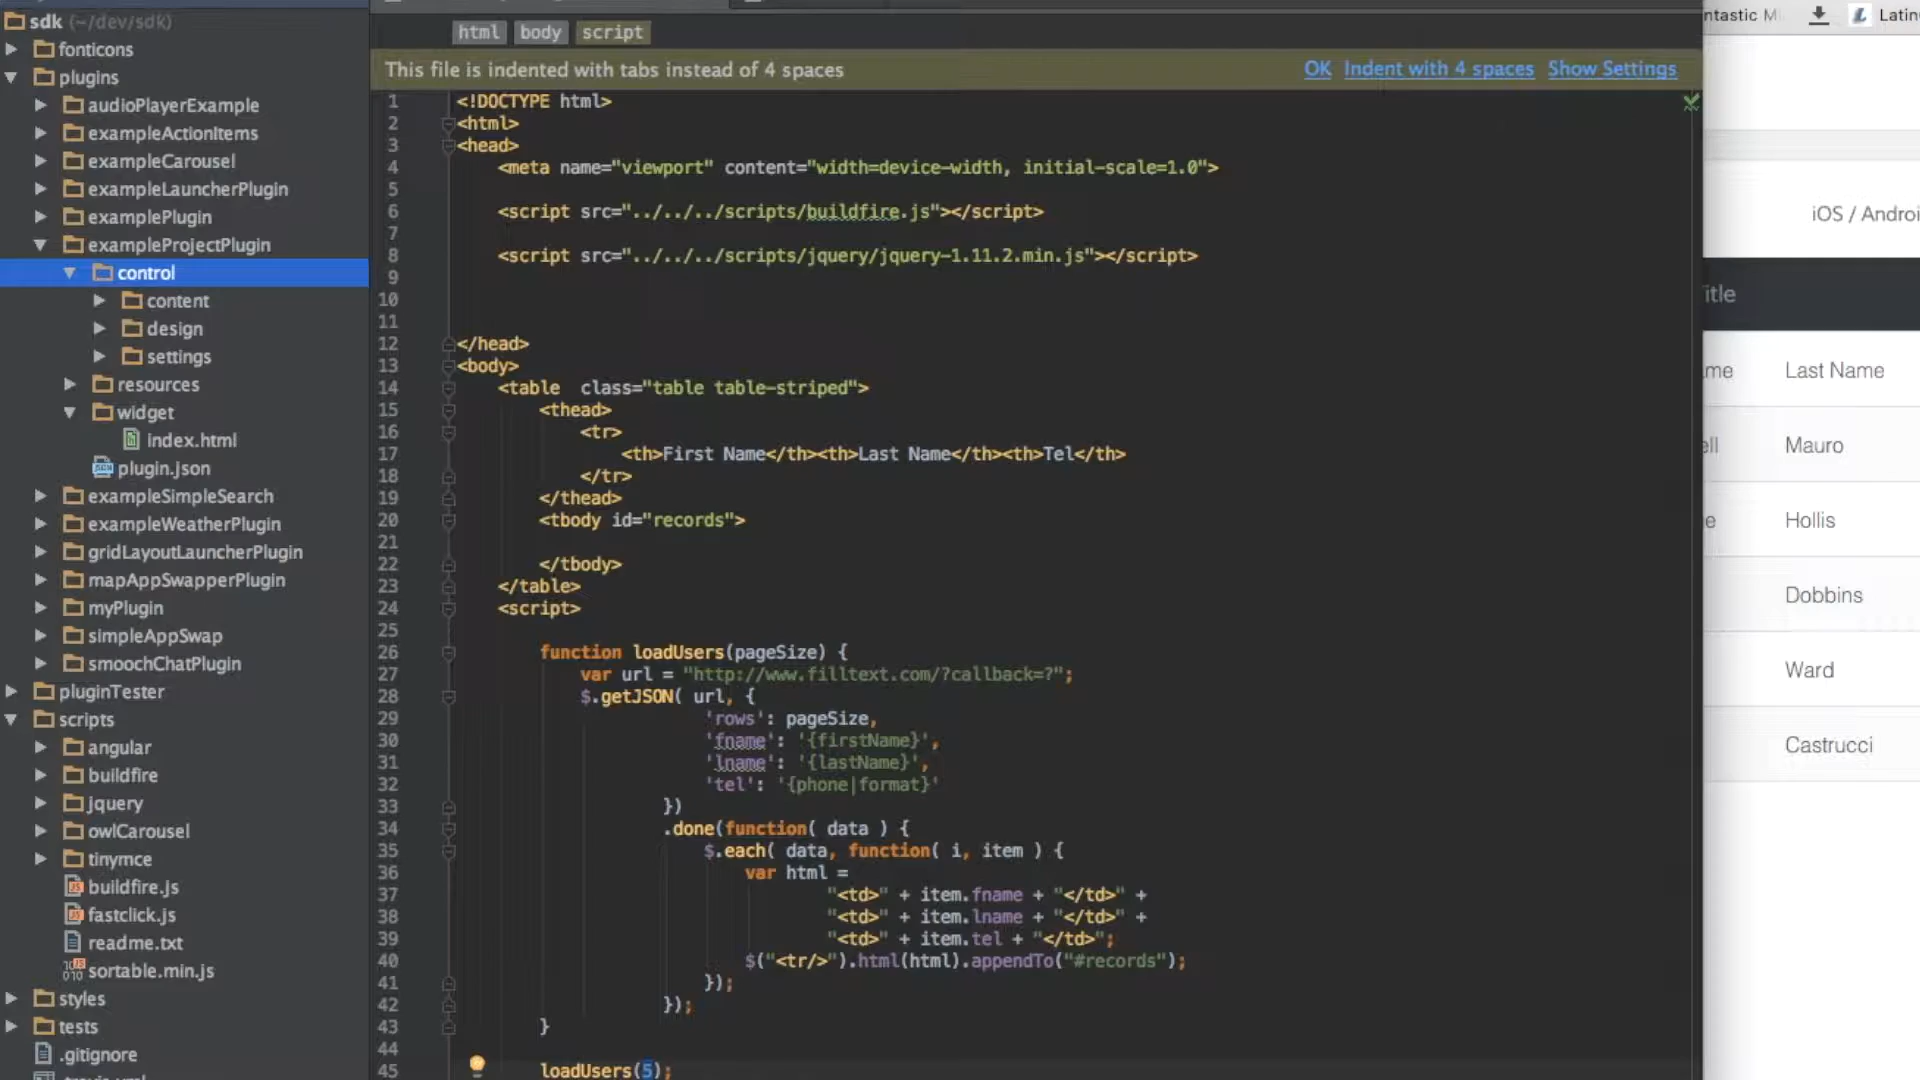 sdk (~/dev/sdk)
fonticons
plugins
audioPlayerExample
exampleActionItems
exampleCarousel
exampleLauncherPlugin
examplePlugin
exampleProjectPlugin
control
content
design
settings
resources
widget
index.html
plugin.json
exampleSimpleSearch
exampleWeatherPlugin
gridLayoutLauncherPlugin
mapAppSwapperPlugin
myPlugin
simpleAppSwap
smoochChatPlugin
pluginTester
scripts
angular
buildfire
jquery
owlCarousel
tinymce
buildfire.js
fastclick.js
readme.txt
sortable.min.js
styles
tests
.gitignore
html body script
This file is indented with tabs instead of 4 spaces OK Indent with 4 spaces Show Settings
1 <!DOCTYPE html>
2 <html>
3 <head>
4 <meta name="viewport" content="width=device-width, initial-scale=1.0">
5
6 <script src="../../../scripts/buildfire.js"></script>
7
8 <script src="../../../scripts/jquery/jquery-1.11.2.min.js"></script>
9
10
11
12 </head>
13 <body>
14 <table  class="table table-striped">
15 <thead>
16 <tr>
17 <th>First Name</th><th>Last Name</th><th>Tel</th>
18 </tr>
19 </thead>
20 <tbody id="records">
21
22 </tbody>
23 </table>
24 <script>
25
26 function loadUsers(pageSize) {
27 var url = "http://www.filltext.com/?callback=?";
28 $.getJSON( url, {
29 'rows': pageSize,
30 'fname': '{firstName}',
31 'lname': '{lastName}',
32 'tel': '{phone|format}'
33 })
34 .done(function( data ) {
35 $.each( data, function( i, item ) {
36 var html =
37 "<td>" + item.fname + "</td>" +
38 "<td>" + item.lname + "</td>" +
39 "<td>" + item.tel + "</td>";
40 $("<tr/>").html(html).appendTo("#records");
41 });
42 });
43 }
44
45 loadUsers(5);
ntastic M Latin
iOS / Androi
itle
me Last Name
ell Mauro
e Hollis
Dobbins
Ward
Castrucci